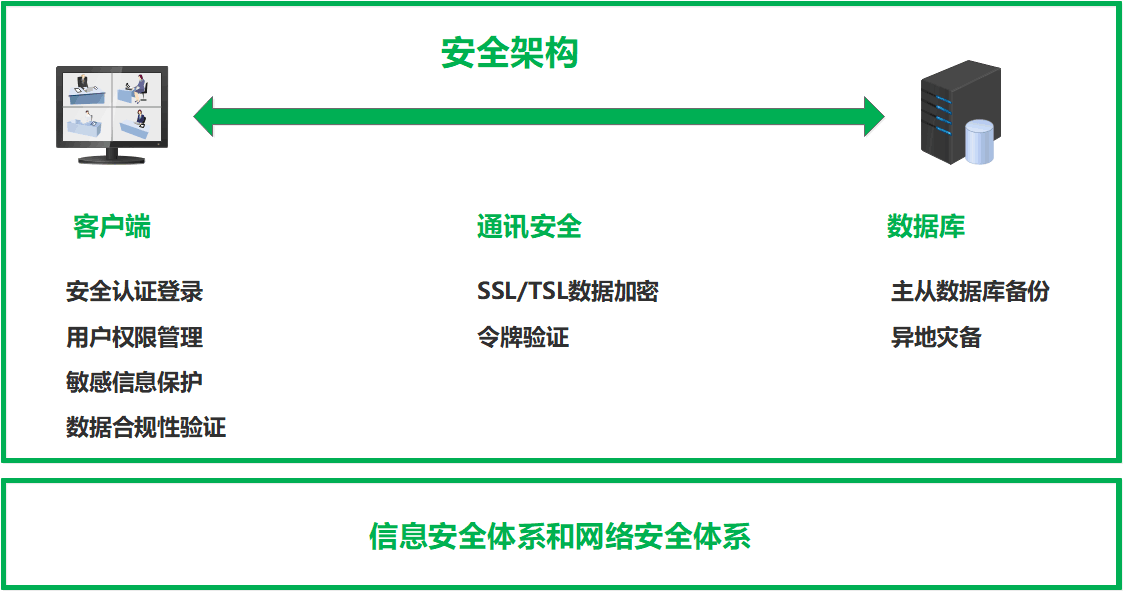 安全架构
客户端
安全认证登录
用户权限管理
敏感信息保护
数据合规性验证
通讯安全
SSL/TSL数据加密
令牌验证
数据库
主从数据库备份
异地灾备
信息安全体系和网络安全体系